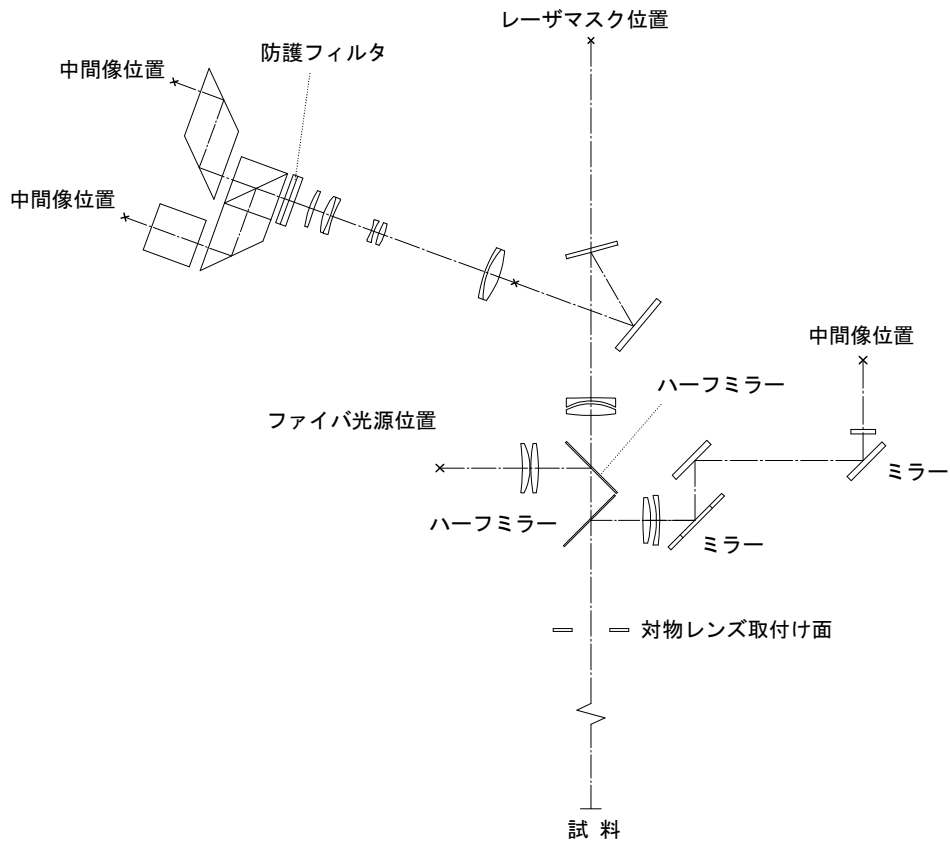 レーザマスク位置
防護フィルタ
中間像位置
中間像位置
中間像位置
ハーフミラー
ファイバ光源位置
ミラー
ハーフミラー
ミラー
対物レンズ取付け面
試 料